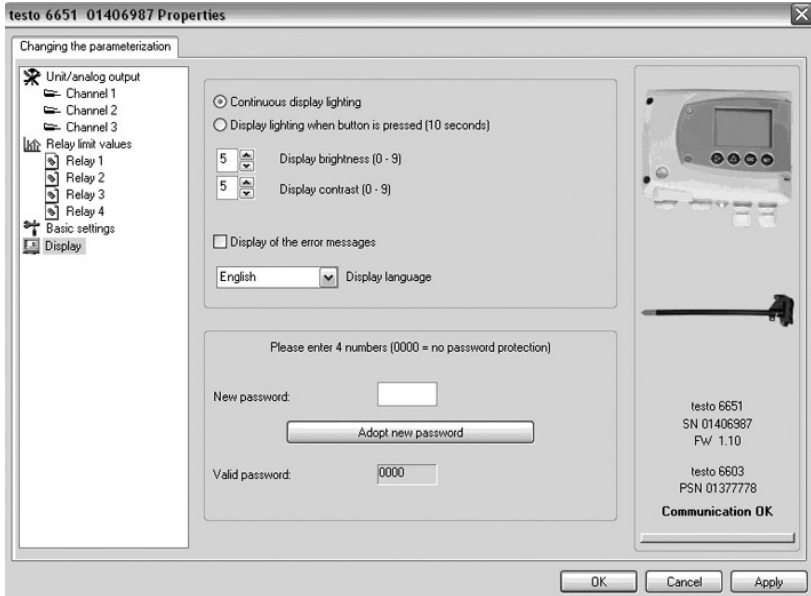 testo 6651 01406987 Properties
Changing the parameterization
Unit/analog output
Channel 1
Channel 2
Channel 3
Relay limit values
Relay 1
Relay 2
Relay 3
Relay 4
Basic settings
Display
Continuous display lighting
Display lighting when button is pressed (10 seconds)
5 Display brightness (0 - 9)
5 Display contrast (0 - 9)
Display of the error messages
English Display language
Please enter 4 numbers (0000 = no password protection)
New password:
Adopt new password
Valid password: 0000
testo 6651
SN 01406987
FW 1.10
testo 6603
PSN 01377778
Communication OK
OK Cancel Apply